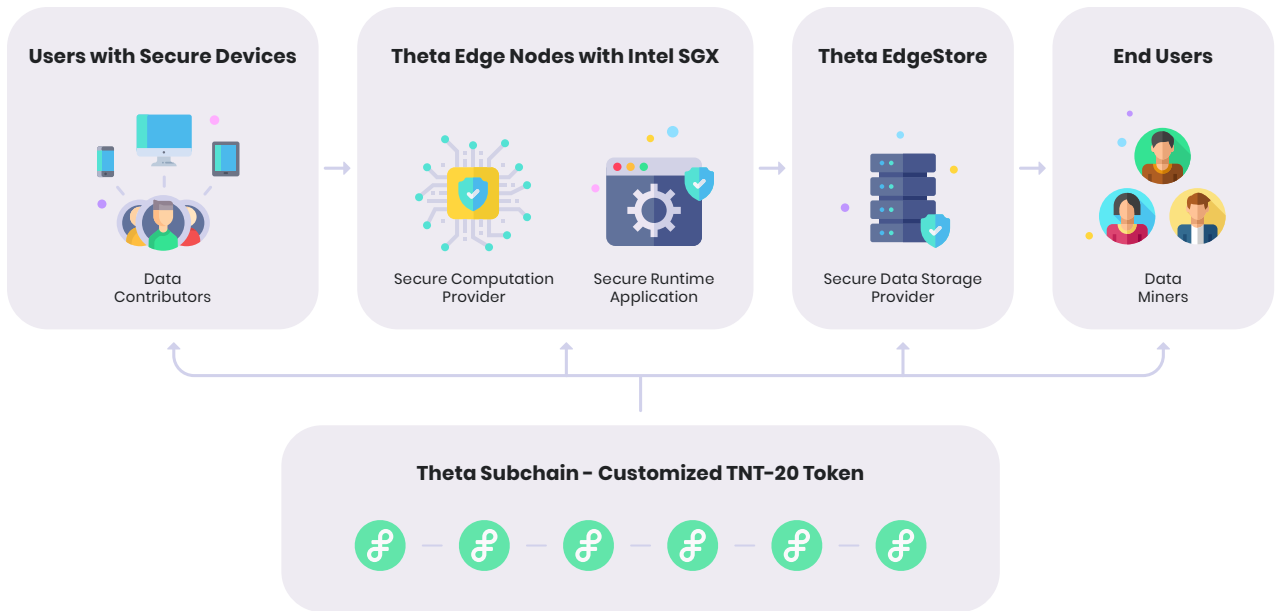 Users with Secure Devices
Data
Contributors
Theta Edge Nodes with Intel SGX
Secure Computation
Provider
Secure Runtime
Application
Theta EdgeStore
Secure Data Storage
Provider
End Users
Data
Miners
Theta Subchain - Customized TNT-20 Token